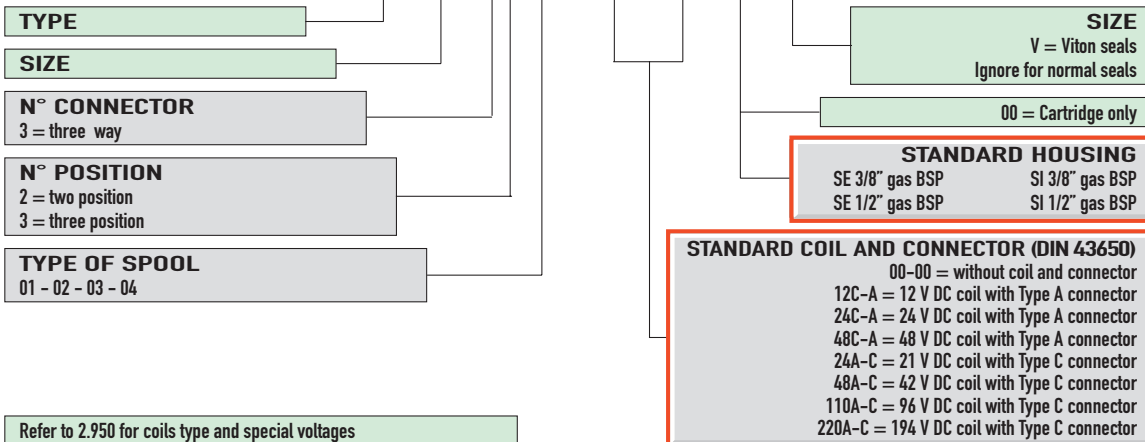 TYPE
SIZE
N° CONNECTOR
3 = three way
N° POSITION
2 = two position
3 = three position
TYPE OF SPOOL
01 - 02 - 03 - 04
Refer to 2.950 for coils type and special voltages
SIZE
V = Viton seals
Ignore for normal seals
00 = Cartridge only
STANDARD HOUSING
SE 3/8” gas BSP SI 3/8” gas BSP
SE 1/2” gas BSP SI 1/2” gas BSP
STANDARD COIL AND CONNECTOR (DIN 43650)
00-00 = without coil and connector
12C-A = 12 V DC coil with Type A connector
24C-A = 24 V DC coil with Type A connector
48C-A = 48 V DC coil with Type A connector
24A-C = 21 V DC coil with Type C connector
48A-C = 42 V DC coil with Type C connector
110A-C = 96 V DC coil with Type C connector
220A-C = 194 V DC coil with Type C connector